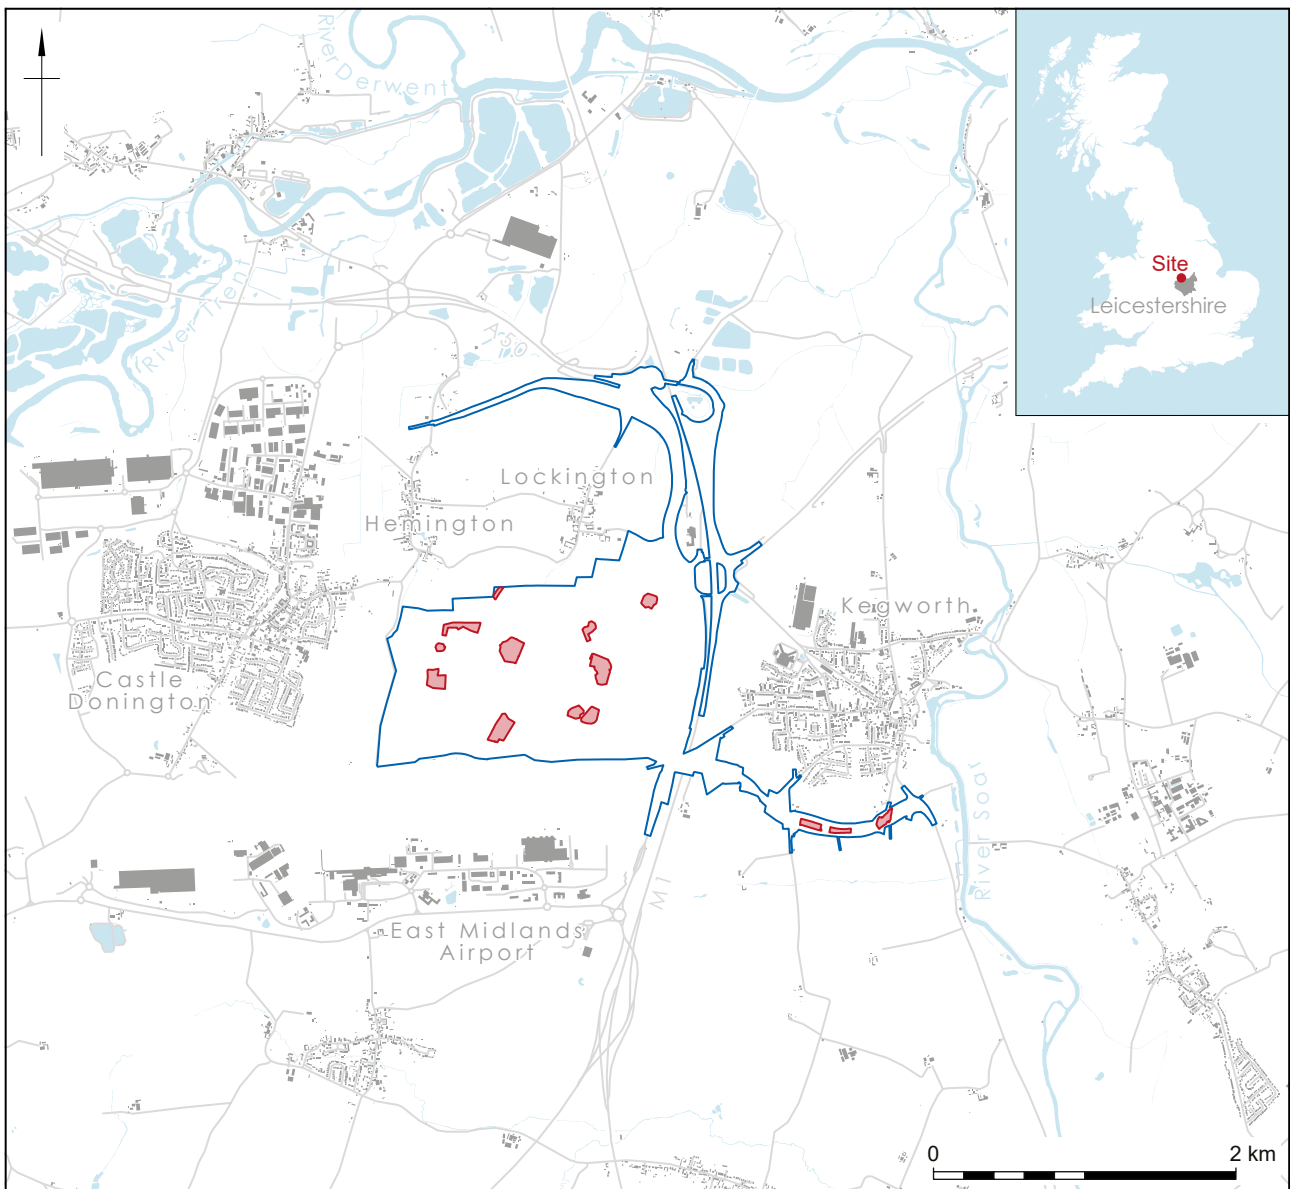 River Derwent
River Trent
A 50
Site
Leicestershire
Lockington
Hemington
Kegworth
Castle
Donington
River Soar
M1
East Midlands
Airport
0
2 km